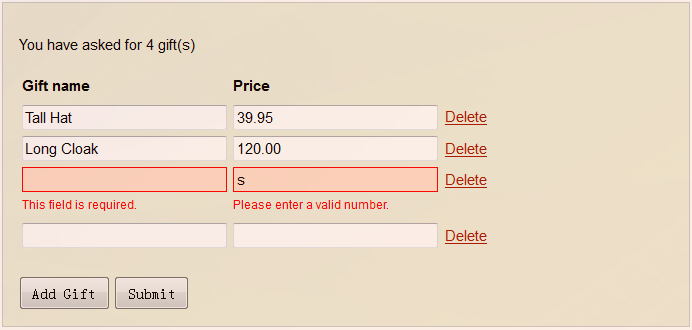 You have asked for 4 gift(s)
Gift name Price
Tall Hat 39.95 Delete
Long Cloak 120.00 Delete
s Delete
This field is required. Please enter a valid number.
Delete
Add Gift Submit